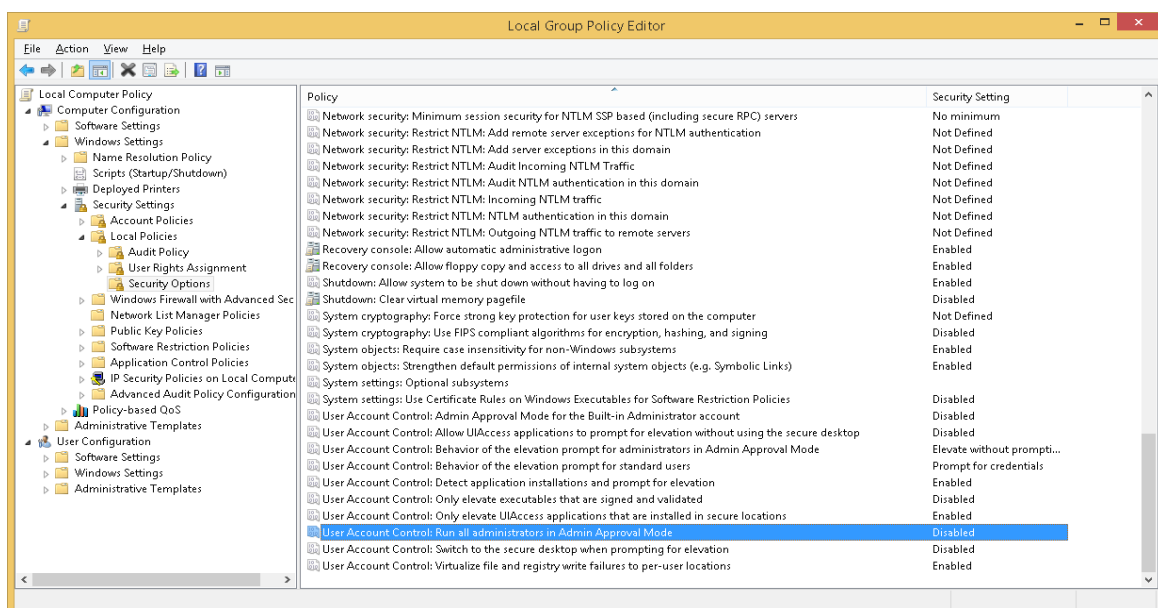 Local Group Policy Editor
File Action View Help
Local Computer Policy
Computer Configuration
Software Settings
Windows Settings
Name Resolution Policy
Scripts (Startup/Shutdown)
Deployed Printers
Security Settings
Account Policies
Local Policies
Audit Policy
User Rights Assignment
Security Options
Windows Firewall with Advanced Sec
Network List Manager Policies
Public Key Policies
Software Restriction Policies
Application Control Policies
IP Security Policies on Local Compute
Advanced Audit Policy Configuration
Policy-based QoS
Administrative Templates
User Configuration
Software Settings
Windows Settings
Administrative Templates
Policy Security Setting
Network security: Minimum session security for NTLM SSP based (including secure RPC) servers No minimum
Network security: Restrict NTLM: Add remote server exceptions for NTLM authentication Not Defined
Network security: Restrict NTLM: Add server exceptions in this domain Not Defined
Network security: Restrict NTLM: Audit Incoming NTLM Traffic Not Defined
Network security: Restrict NTLM: Audit NTLM authentication in this domain Not Defined
Network security: Restrict NTLM: Incoming NTLM traffic Not Defined
Network security: Restrict NTLM: NTLM authentication in this domain Not Defined
Network security: Restrict NTLM: Outgoing NTLM traffic to remote servers Not Defined
Recovery console: Allow automatic administrative logon Enabled
Recovery console: Allow floppy copy and access to all drives and all folders Enabled
Shutdown: Allow system to be shut down without having to log on Enabled
Shutdown: Clear virtual memory pagefile Disabled
System cryptography: Force strong key protection for user keys stored on the computer Not Defined
System cryptography: Use FIPS compliant algorithms for encryption, hashing, and signing Disabled
System objects: Require case insensitivity for non-Windows subsystems Enabled
System objects: Strengthen default permissions of internal system objects (e.g. Symbolic Links) Enabled
System settings: Optional subsystems
System settings: Use Certificate Rules on Windows Executables for Software Restriction Policies Disabled
User Account Control: Admin Approval Mode for the Built-in Administrator account Disabled
User Account Control: Allow UIAccess applications to prompt for elevation without using the secure desktop Disabled
User Account Control: Behavior of the elevation prompt for administrators in Admin Approval Mode Elevate without prompti...
User Account Control: Behavior of the elevation prompt for standard users Prompt for credentials
User Account Control: Detect application installations and prompt for elevation Enabled
User Account Control: Only elevate executables that are signed and validated Disabled
User Account Control: Only elevate UIAccess applications that are installed in secure locations Enabled
User Account Control: Run all administrators in Admin Approval Mode Disabled
User Account Control: Switch to the secure desktop when prompting for elevation Disabled
User Account Control: Virtualize file and registry write failures to per-user locations Enabled